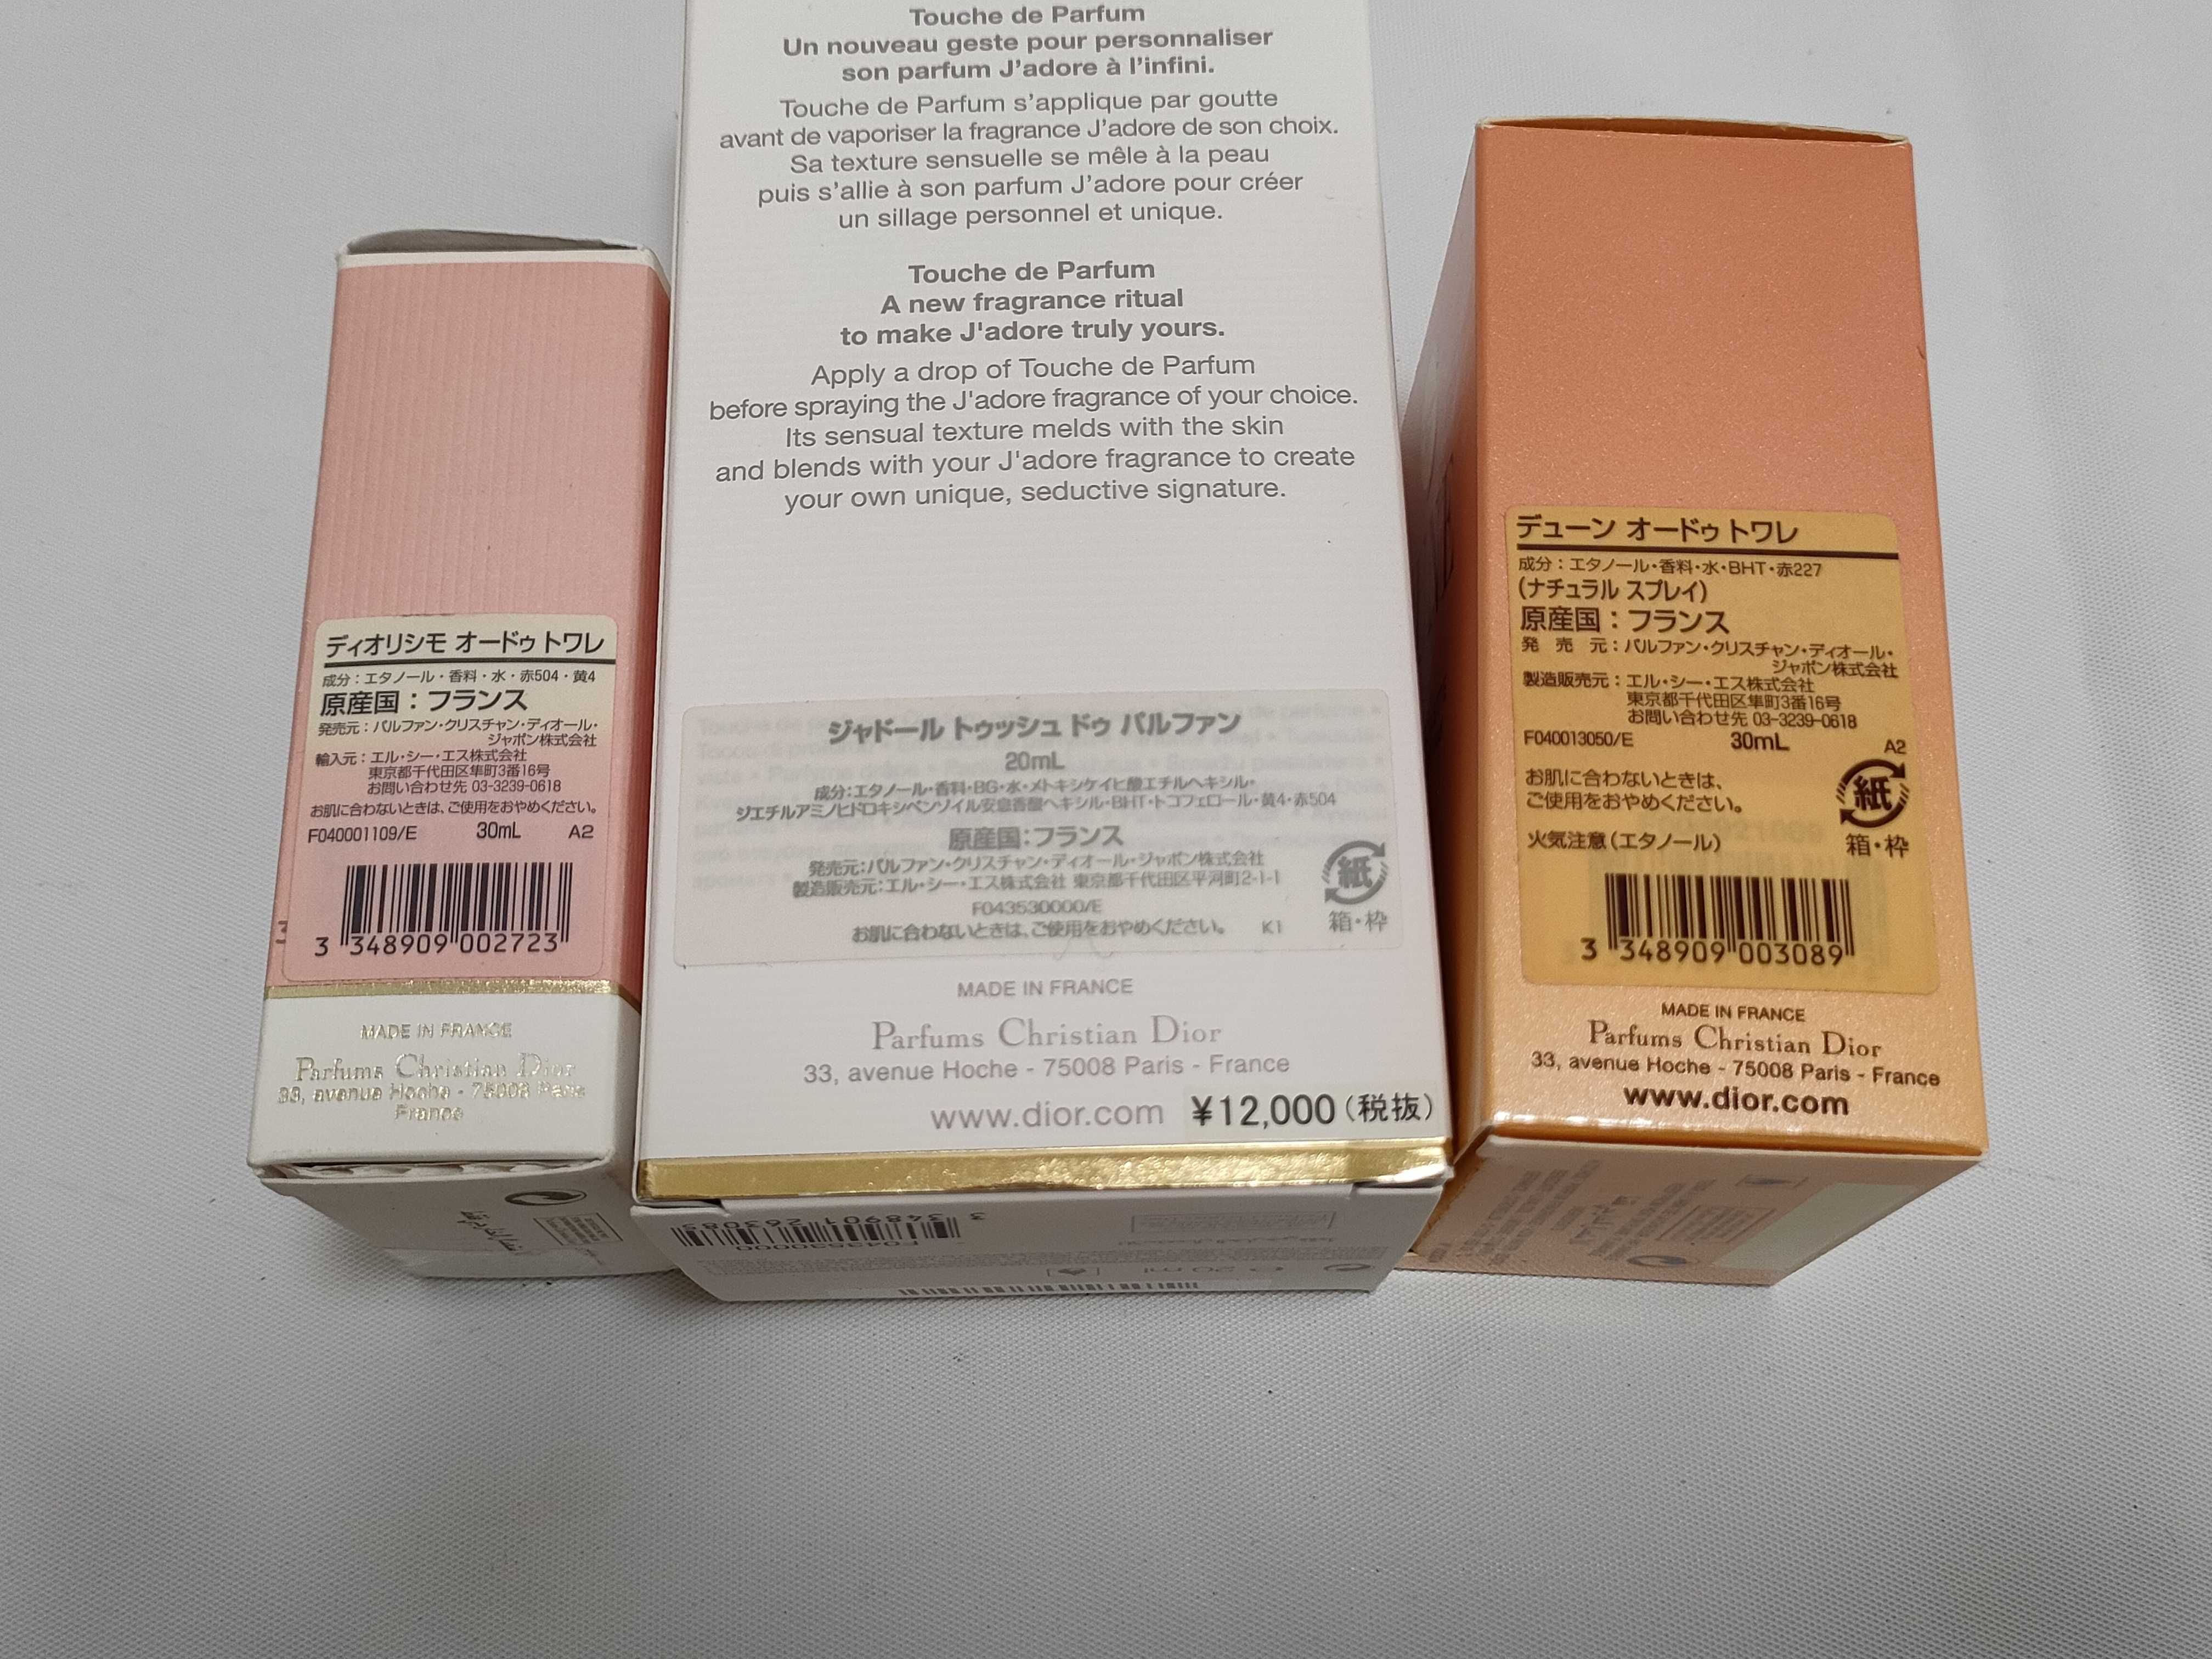 ディオリシモ オードゥ トワレ
成分：エタノール・香料・水・赤504・黄4
原産国：フランス
発売元：パルファン・クリスチャン・ディオール・
ジャポン株式会社
輸入元：エル・シー・エス株式会社
東京都千代田区隼町3番16号
お問い合わせ先 03-3239-0618
お肌に合わないときは、ご使用をおやめください。
F040001109/E 30mL A2
3 348909 002723
MADE IN FRANCE
Parfums Christian Dior
33, avenue Hoche - 75008 Paris
France
Touche de Parfum
Un nouveau geste pour personnaliser
son parfum J'adore à l'infini.
Touche de Parfum s'applique par goutte
avant de vaporiser la fragrance J'adore de son choix.
Sa texture sensuelle se mêle à la peau
puis s'allie à son parfum J'adore pour créer
un sillage personnel et unique.
Touche de Parfum
A new fragrance ritual
to make J'adore truly yours.
Apply a drop of Touche de Parfum
before spraying the J'adore fragrance of your choice.
Its sensual texture melds with the skin
and blends with your J'adore fragrance to create
your own unique, seductive signature.
ジャドール トゥッシュ ドゥ パルファン
20mL
成分:エタノール・香料・BG・水・メトキシケイヒ酸エチルヘキシル・
ジエチルアミノヒドロキシベンゾイル安息香酸ヘキシル・BHT・トコフェロール・黄4・赤504
原産国:フランス
発売元:パルファン・クリスチャン・ディオール・ジャポン株式会社
製造販売元:エル・シー・エス株式会社 東京都千代田区平河町2-1-1
F043530000/E
お肌に合わないときは、ご使用をおやめください。 K1
紙
箱・枠
MADE IN FRANCE
Parfums Christian Dior
33, avenue Hoche - 75008 Paris - France
www.dior.com ¥12,000(税抜)
3 348901 263085
F043530000
20 ml
デューン オードゥ トワレ
成分：エタノール・香料・水・BHT・赤227
(ナチュラル スプレイ)
原産国：フランス
発売元：パルファン・クリスチャン・ディオール・
ジャポン株式会社
製造販売元：エル・シー・エス株式会社
東京都千代田区隼町3番16号
お問い合わせ先 03-3239-0618
F040013050/E 30mL A2
お肌に合わないときは、
ご使用をおやめください。
火気注意(エタノール)
紙
箱・枠
3 348909 003089
MADE IN FRANCE
Parfums Christian Dior
33, avenue Hoche - 75008 Paris - France
www.dior.com